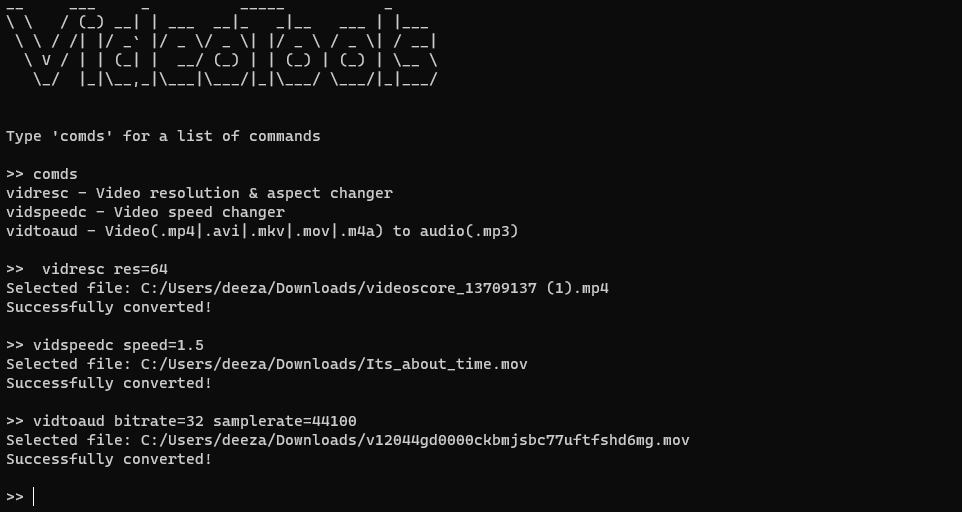 VideoTools
Type 'comds' for a list of commands
>> comds
vidresc - Video resolution & aspect changer
vidspeedc - Video speed changer
vidtoaud - Video(.mp4|.avi|.mkv|.mov|.m4a) to audio(.mp3)
>>  vidresc res=64
Selected file: C:/Users/deeza/Downloads/videoscore_13709137 (1).mp4
Successfully converted!
>> vidspeedc speed=1.5
Selected file: C:/Users/deeza/Downloads/Its_about_time.mov
Successfully converted!
>> vidtoaud bitrate=32 samplerate=44100
Selected file: C:/Users/deeza/Downloads/v12044gd0000ckbmjsbc77uftfshd6mg.mov
Successfully converted!
>>